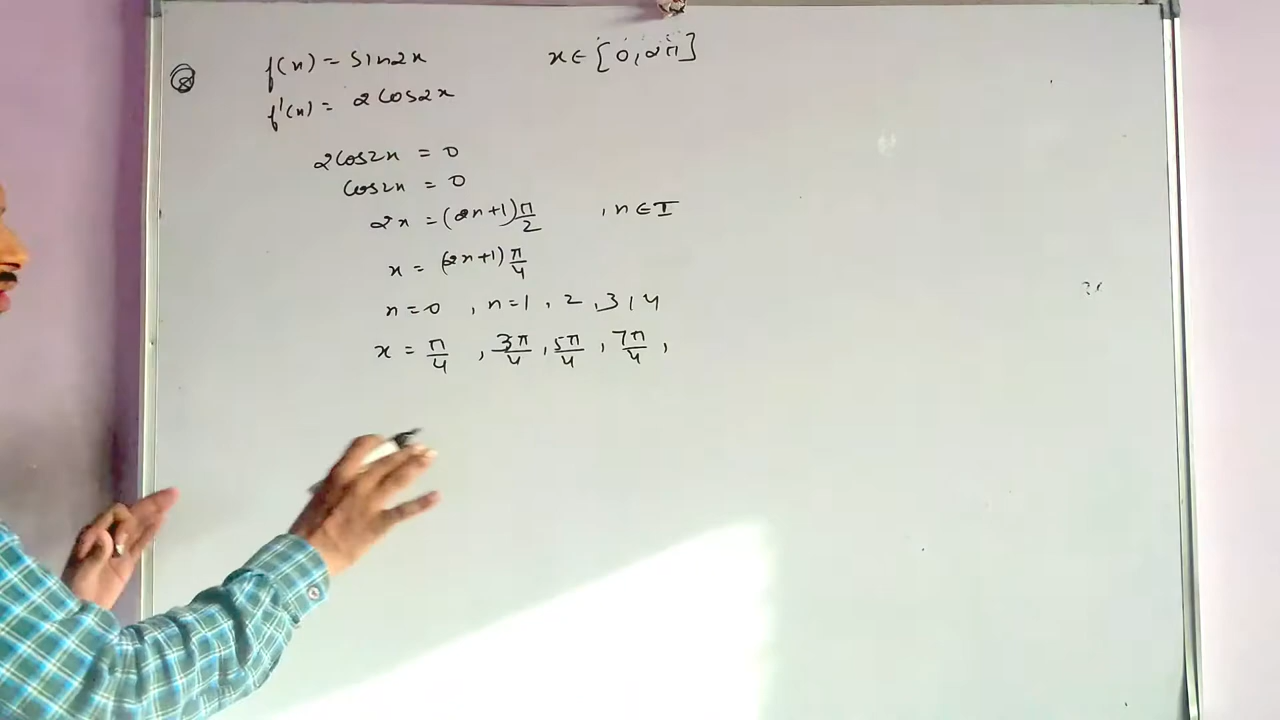 ⑧ f(x) = sin2x x ∈ [0, 2π]
f'(x) = 2cos2x
2cos2x = 0
cos2x = 0
2x = (2n+1)π/2 , n ∈ I
x = (2n+1)π/4
n=0 , n=1 , 2 , 3 , 4
x = π/4 , 3π/4 , 5π/4 , 7π/4 ,